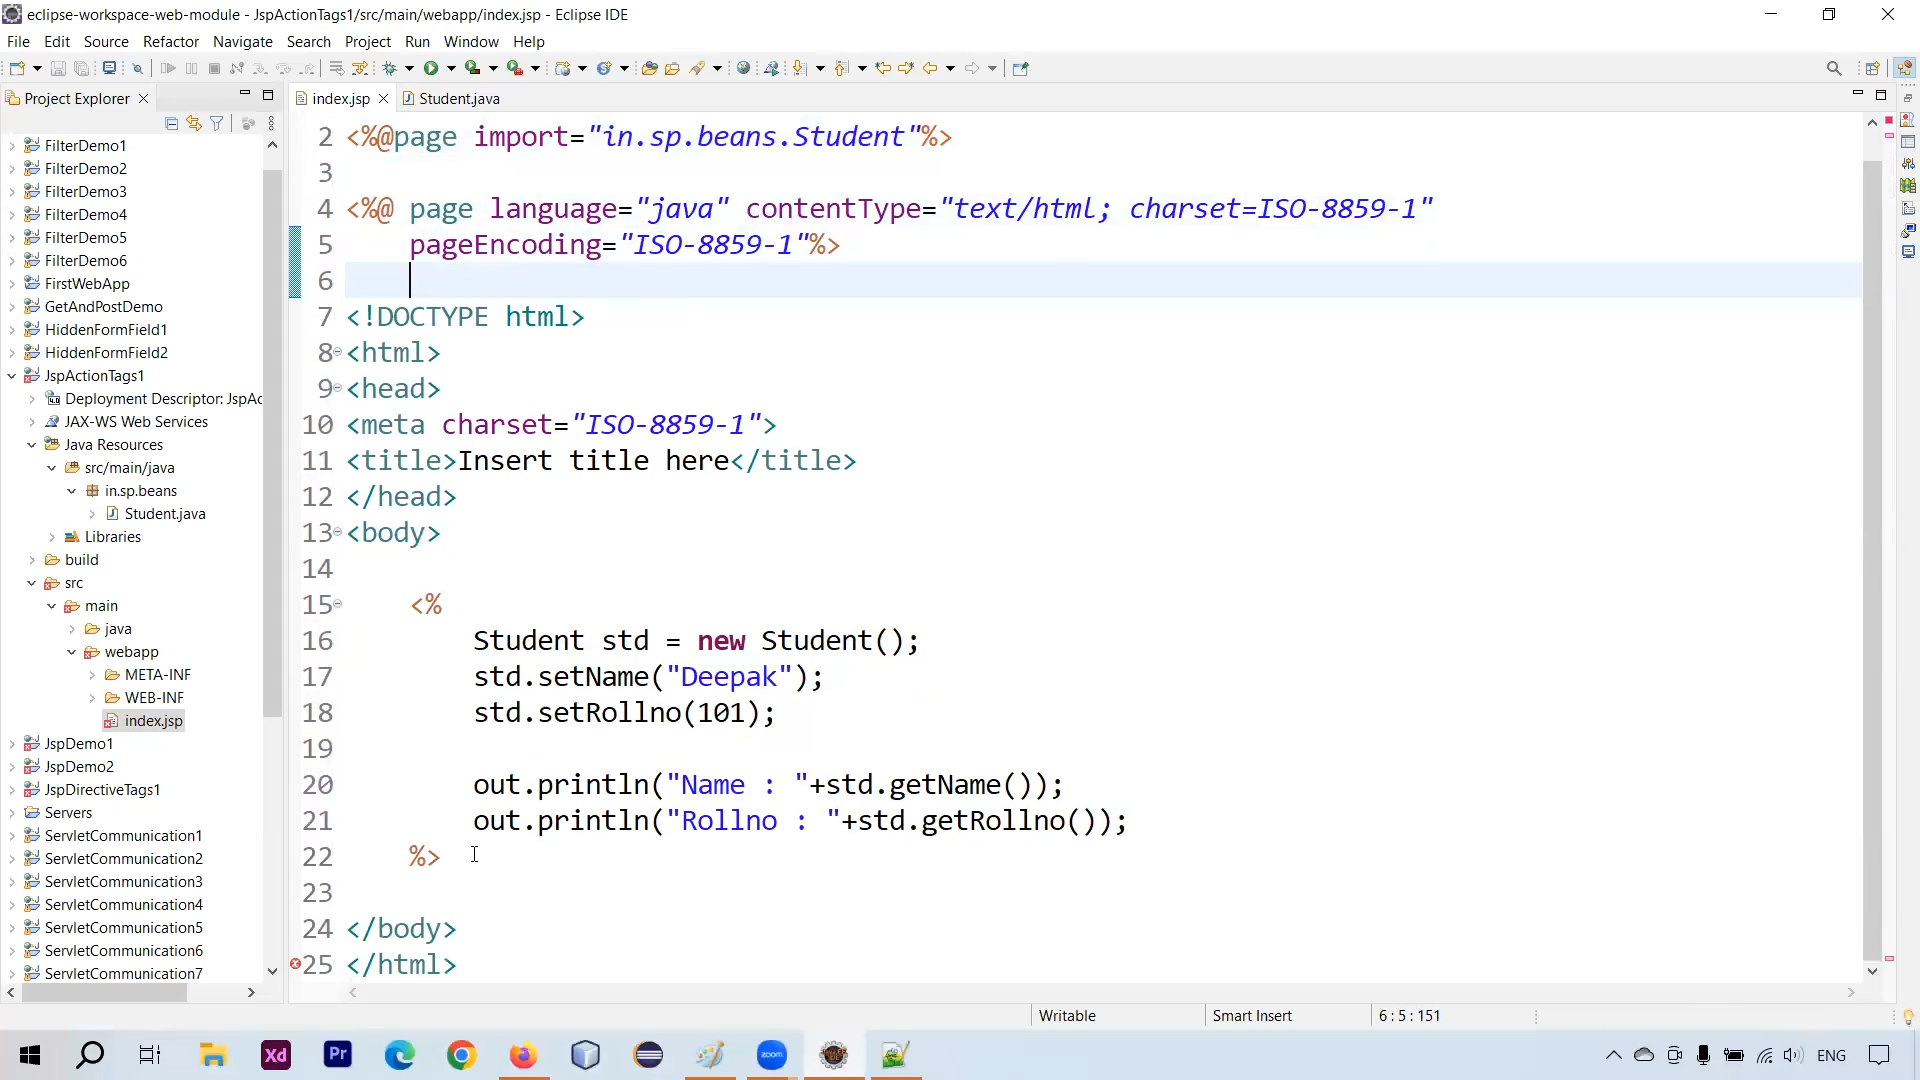 eclipse-workspace-web-module - JspActionTags1/src/main/webapp/index.jsp - Eclipse IDE
File Edit Source Refactor Navigate Search Project Run Window Help
Project Explorer
index.jsp
Student.java
FilterDemo1
FilterDemo2
FilterDemo3
FilterDemo4
FilterDemo5
FilterDemo6
FirstWebApp
GetAndPostDemo
HiddenFormField1
HiddenFormField2
JspActionTags1
Deployment Descriptor: JspAc
JAX-WS Web Services
Java Resources
src/main/java
in.sp.beans
Student.java
Libraries
build
src
main
java
webapp
META-INF
WEB-INF
index.jsp
JspDemo1
JspDemo2
JspDirectiveTags1
Servers
ServletCommunication1
ServletCommunication2
ServletCommunication3
ServletCommunication4
ServletCommunication5
ServletCommunication6
ServletCommunication7
2 <%@page import="in.sp.beans.Student"%>
3
4 <%@ page language="java" contentType="text/html; charset=ISO-8859-1"
5 pageEncoding="ISO-8859-1"%>
6
7 <!DOCTYPE html>
8 <html>
9 <head>
10 <meta charset="ISO-8859-1">
11 <title>Insert title here</title>
12 </head>
13 <body>
14
15 <%
16 Student std = new Student();
17 std.setName("Deepak");
18 std.setRollno(101);
19
20 out.println("Name : "+std.getName());
21 out.println("Rollno : "+std.getRollno());
22 %>
23
24 </body>
25 </html>
Writable
Smart Insert
6 : 5 : 151
Xd
Pr
zoom
ENG